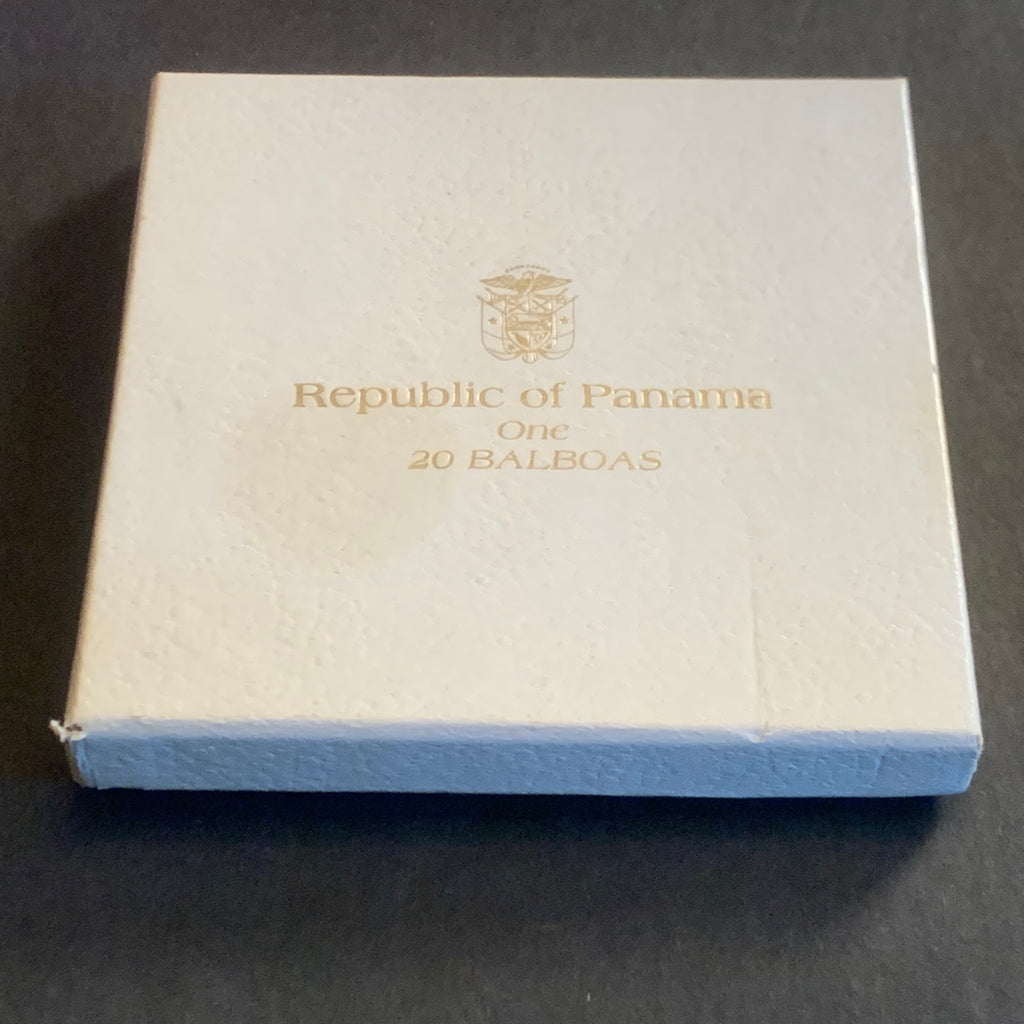 Republic of Panama
One
20 BALBOAS